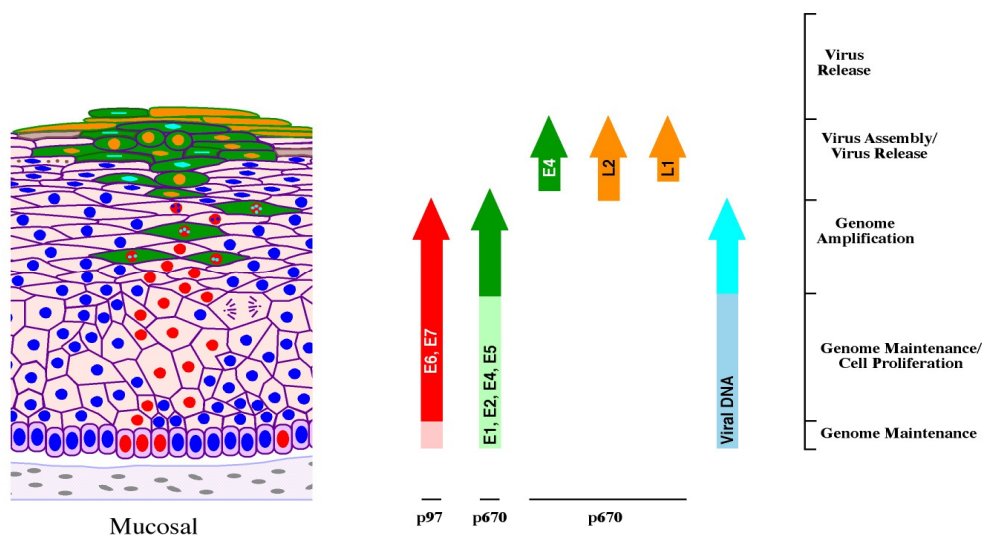 Mucosal
E6, E7
E1, E2, E4, E5
E4
L2
L1
Viral DNA
p97
p670
p670
Virus
Release
Virus Assembly/
Virus Release
Genome
Amplification
Genome Maintenance/
Cell Proliferation
Genome Maintenance